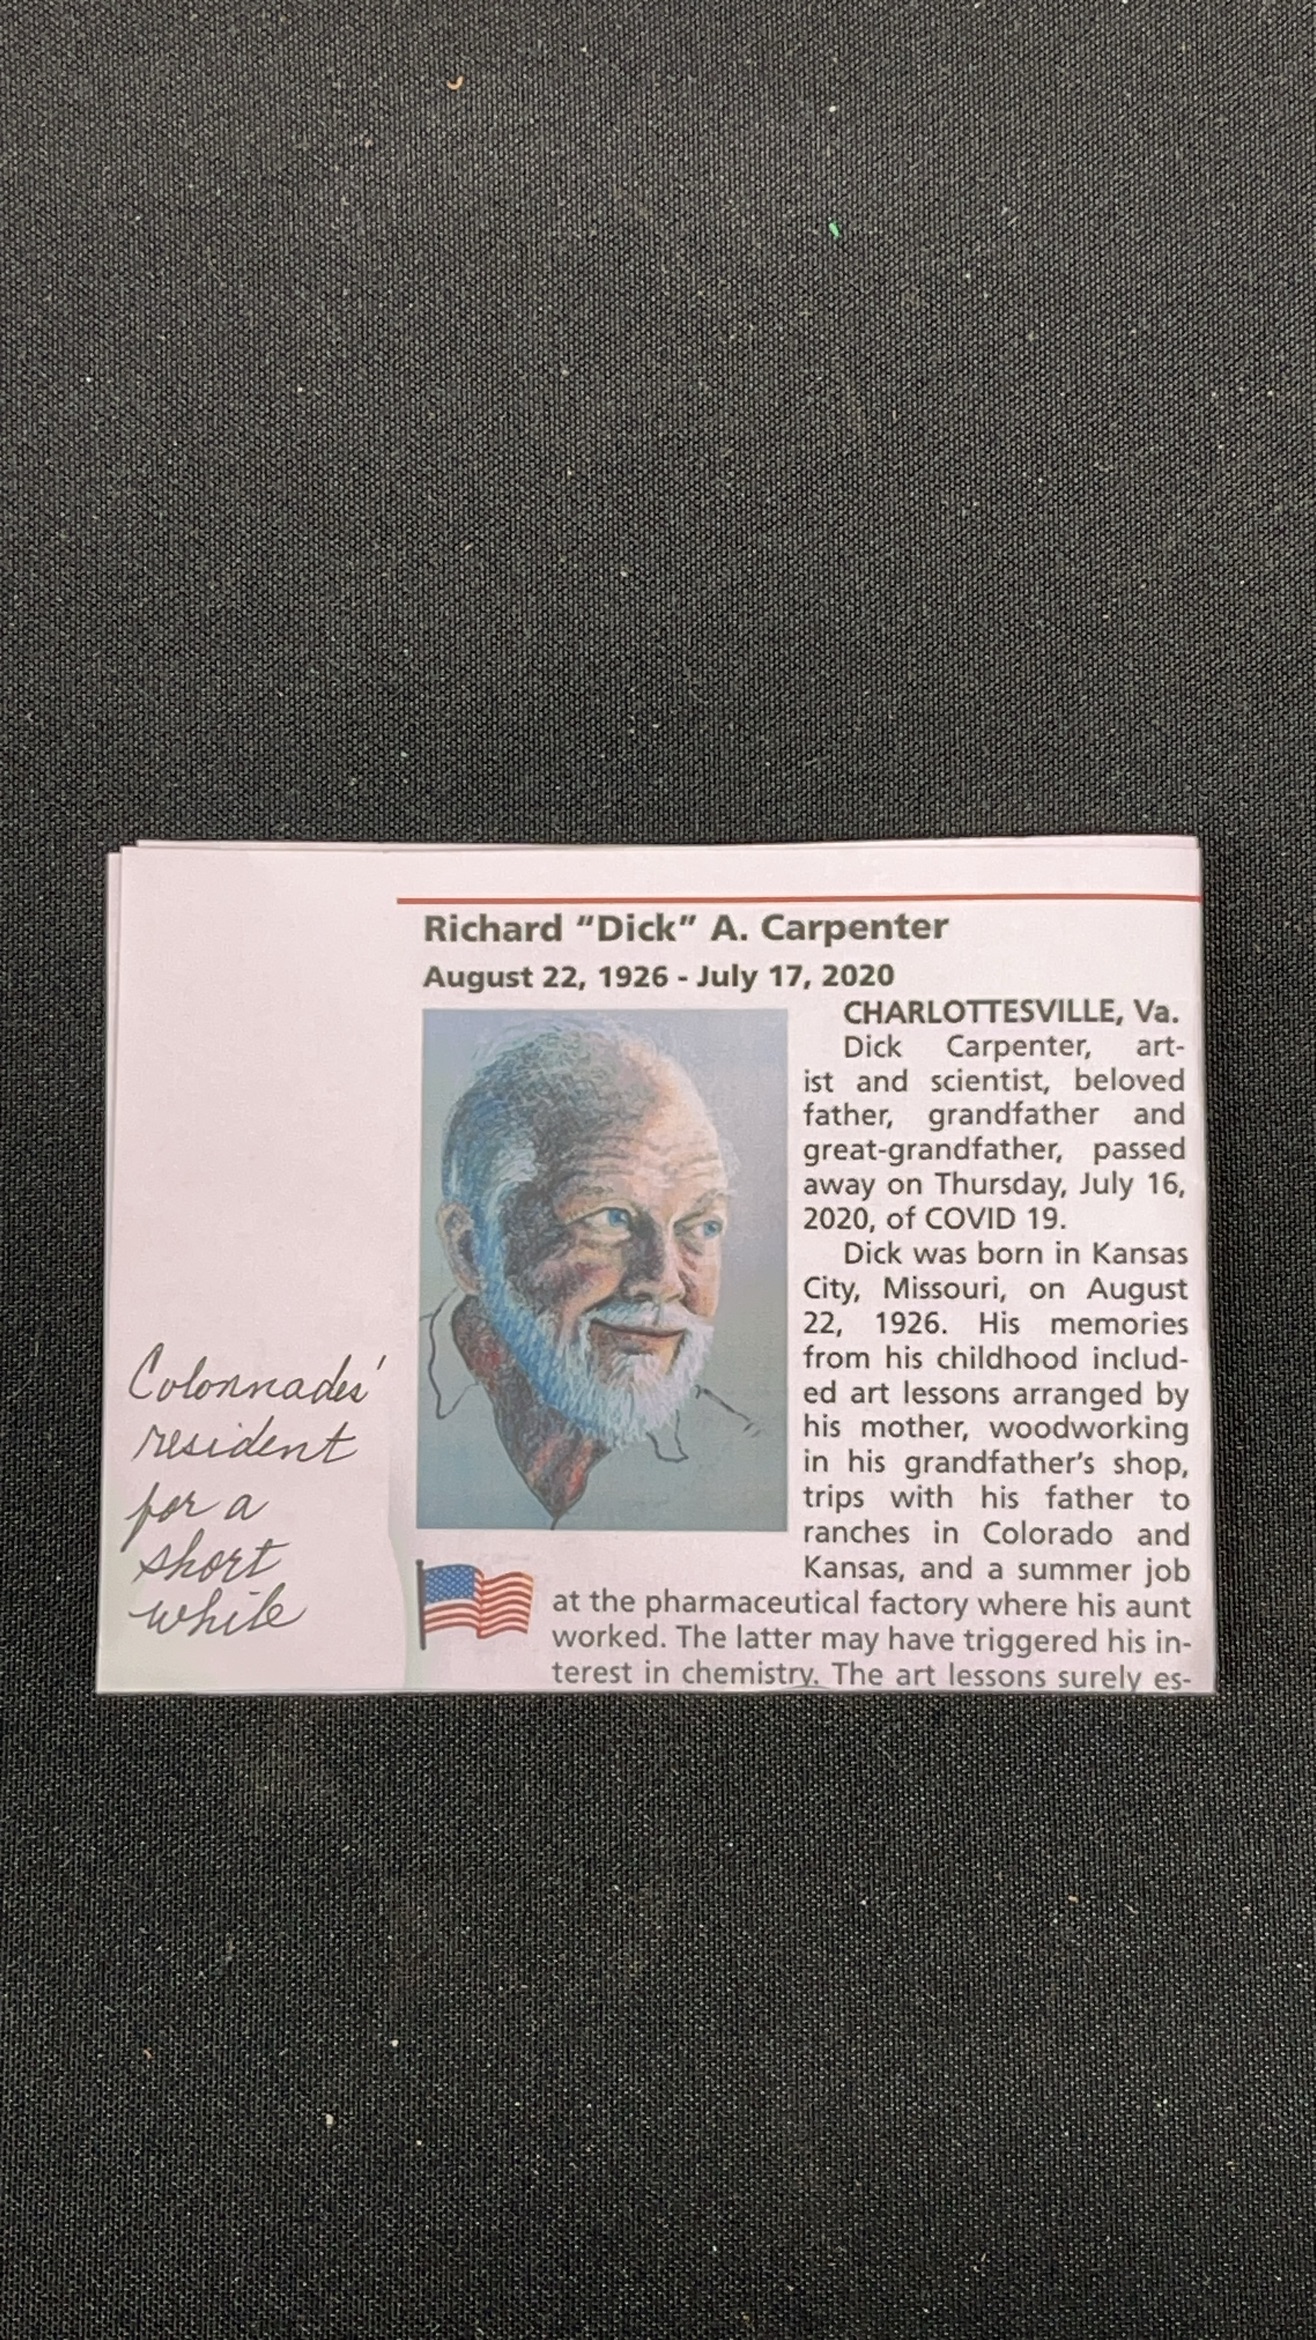 Richard “Dick” A. Carpenter
August 22, 1926 - July 17, 2020
CHARLOTTESVILLE, Va.
Dick Carpenter, art-
ist and scientist, beloved
father, grandfather and
great-grandfather, passed
away on Thursday, July 16,
2020, of COVID 19.
Dick was born in Kansas
City, Missouri, on August
22, 1926. His memories
from his childhood includ-
ed art lessons arranged by
his mother, woodworking
in his grandfather’s shop,
trips with his father to
ranches in Colorado and
Kansas, and a summer job
at the pharmaceutical factory where his aunt
worked. The latter may have triggered his in-
terest in chemistry. The art lessons surely es-
Colonnades'
resident
for a
short
while